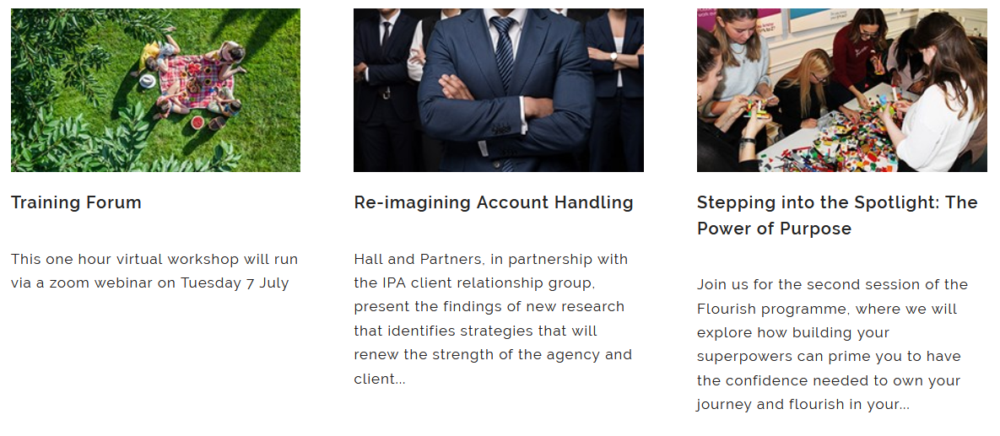 Training Forum
This one hour virtual workshop will run
via a zoom webinar on Tuesday 7 July
Re-imagining Account Handling
Hall and Partners, in partnership with
the IPA client relationship group,
present the findings of new research
that identifies strategies that will
renew the strength of the agency and
client...
Stepping into the Spotlight: The
Power of Purpose
Join us for the second session of the
Flourish programme, where we will
explore how building your
superpowers can prime you to have
the confidence needed to own your
journey and flourish in your...